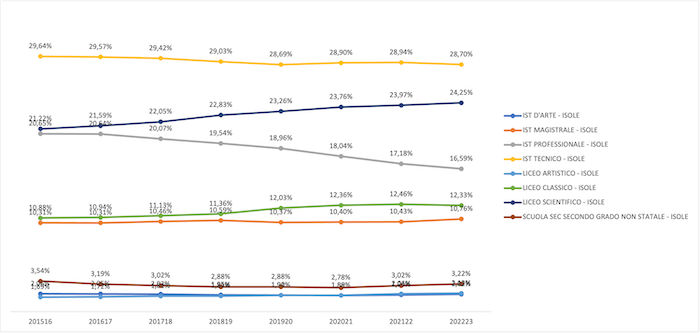 29,64% 29,57% 29,42% 29,03% 28,69% 28,90% 28,94% 28,70%
21,22% 21,59% 22,05% 22,83% 23,26% 23,76% 23,97% 24,25%
20,65% 20,64% 20,07% 19,54% 18,96% 18,04% 17,18% 16,59%
10,88% 10,94% 11,13% 11,36% 12,03% 12,36% 12,46% 12,33%
10,31% 10,31% 10,46% 10,59% 10,37% 10,40% 10,43% 10,76%
3,54% 3,19% 3,02% 2,88% 2,88% 2,78% 3,02% 3,22%
1,69% 1,72%
201516 201617 201718 201819 201920 202021 202122 202223
IST D'ARTE - ISOLE
IST MAGISTRALE - ISOLE
IST PROFESSIONALE - ISOLE
IST TECNICO - ISOLE
LICEO ARTISTICO - ISOLE
LICEO CLASSICO - ISOLE
LICEO SCIENTIFICO - ISOLE
SCUOLA SEC SECONDO GRADO NON STATALE - ISOLE